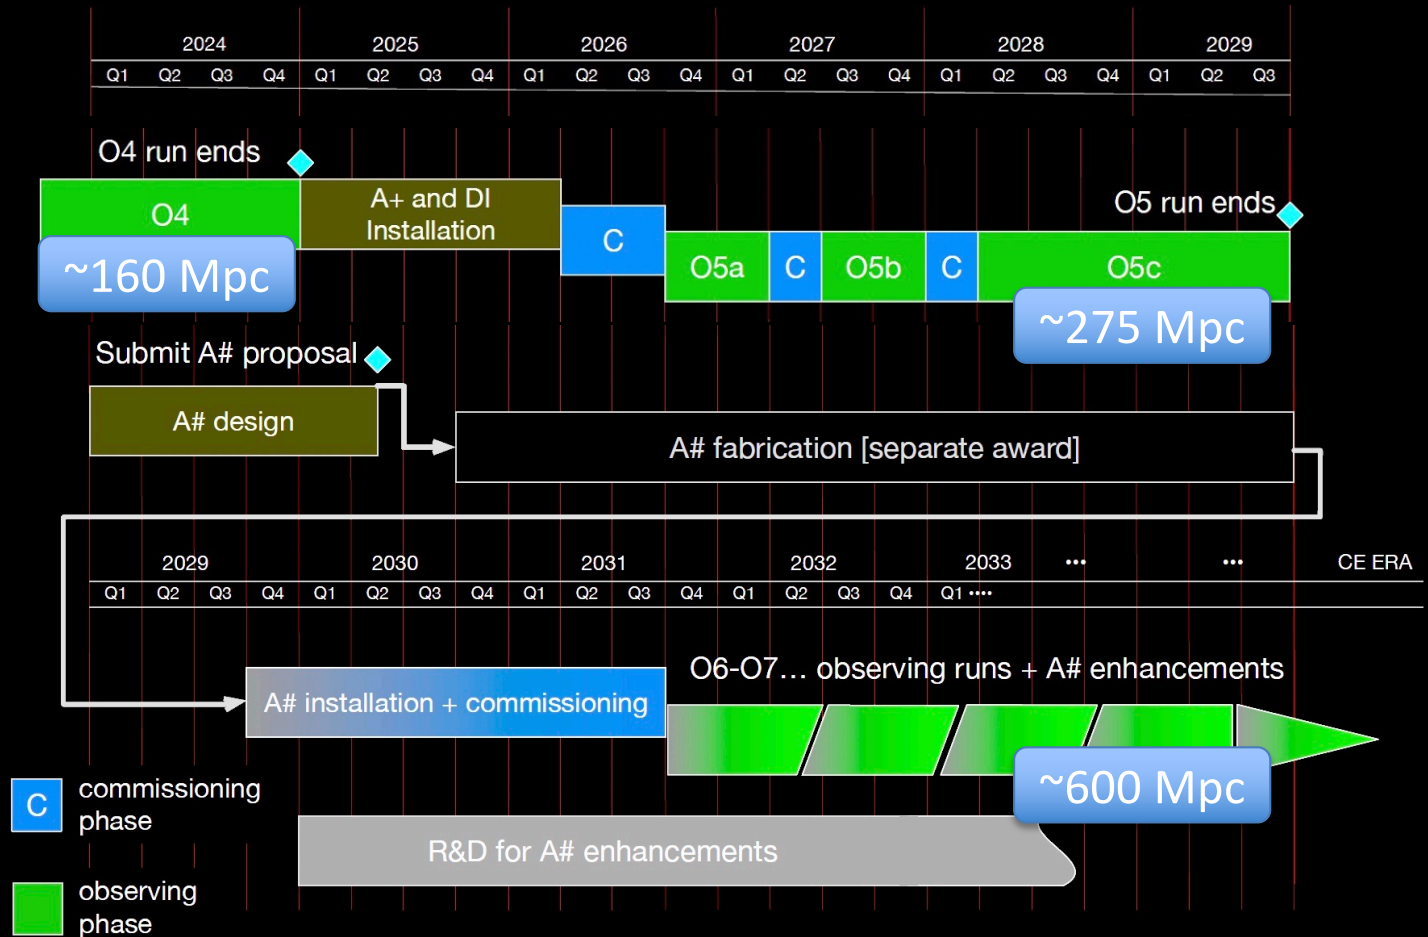 2024 2025 2026 2027 2028 2029
Q1 Q2 Q3 Q4 Q1 Q2 Q3 Q4 Q1 Q2 Q3 Q4 Q1 Q2 Q3 Q4 Q1 Q2 Q3 Q4 Q1 Q2 Q3
O4 run ends
O4
~160 Mpc
A+ and DI
Installation
C
O5a
C
O5b
C
O5c
O5 run ends
~275 Mpc
Submit A# proposal
A# design
A# fabrication [separate award]
2029 2030 2031 2032 2033 ••• ••• CE ERA
Q1 Q2 Q3 Q4 Q1 Q2 Q3 Q4 Q1 Q2 Q3 Q4 Q1 Q2 Q3 Q4 Q1 ••••
A# installation + commissioning
O6-O7... observing runs + A# enhancements
~600 Mpc
R&D for A# enhancements
C
commissioning
phase
observing
phase